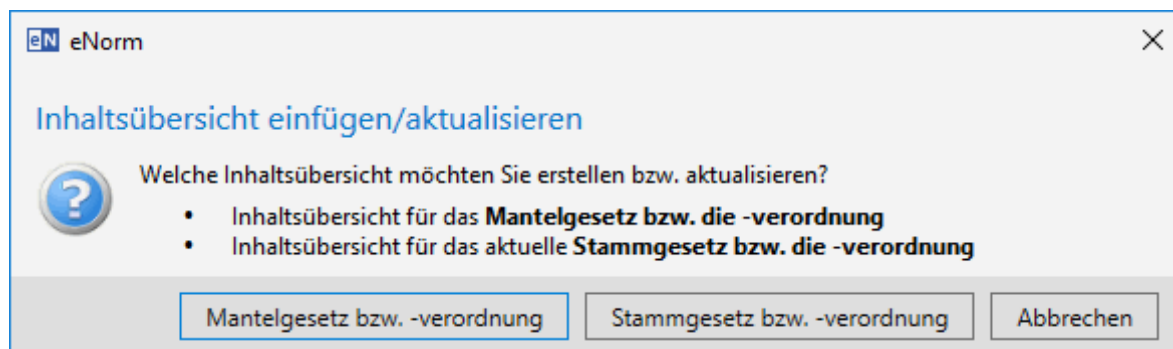 eN eNorm
Inhaltsübersicht einfügen/aktualisieren
Welche Inhaltsübersicht möchten Sie erstellen bzw. aktualisieren?
• Inhaltsübersicht für das Mantelgesetz bzw. die -verordnung
• Inhaltsübersicht für das aktuelle Stammgesetz bzw. die -verordnung
Mantelgesetz bzw. -verordnung Stammgesetz bzw. -verordnung Abbrechen